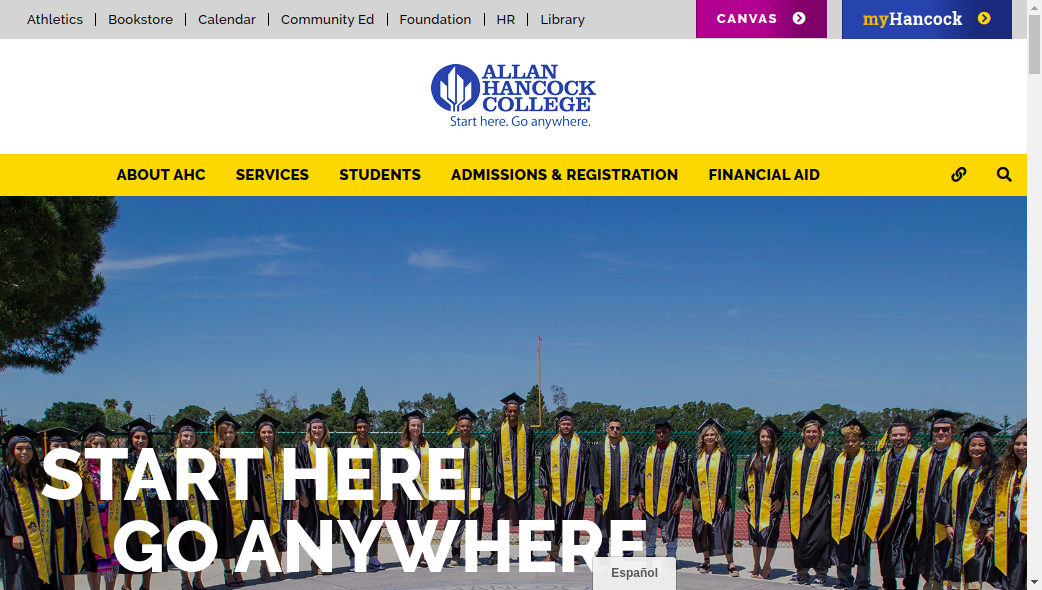 Athletics Bookstore Calendar Community Ed Foundation HR Library CANVAS myHancock
ALLAN
HANCOCK
COLLEGE
Start here. Go anywhere.
ABOUT AHC SERVICES STUDENTS ADMISSIONS & REGISTRATION FINANCIAL AID
START HERE.
GO ANYWHERE
Español